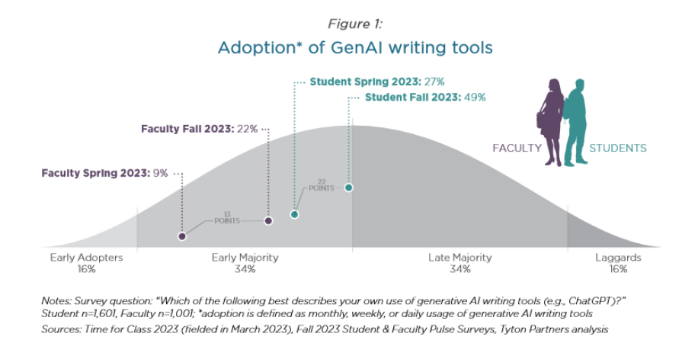 Figure 1:
Adoption* of GenAI writing tools
Student Spring 2023: 27%
Student Fall 2023: 49%
Faculty Fall 2023: 22%
FACULTY
STUDENTS
Faculty Spring 2023: 9%
22
POINTS
13
POINTS
Early Adopters
16%
Early Majority
34%
Late Majority
34%
Laggards
16%
Notes: Survey question: “Which of the following best describes your own use of generative AI writing tools (e.g., ChatGPT)?”
Student n=1,601, Faculty n=1,001; *adoption is defined as monthly, weekly, or daily usage of generative AI writing tools
Sources: Time for Class 2023 (fielded in March 2023), Fall 2023 Student & Faculty Pulse Surveys, Tyton Partners analysis